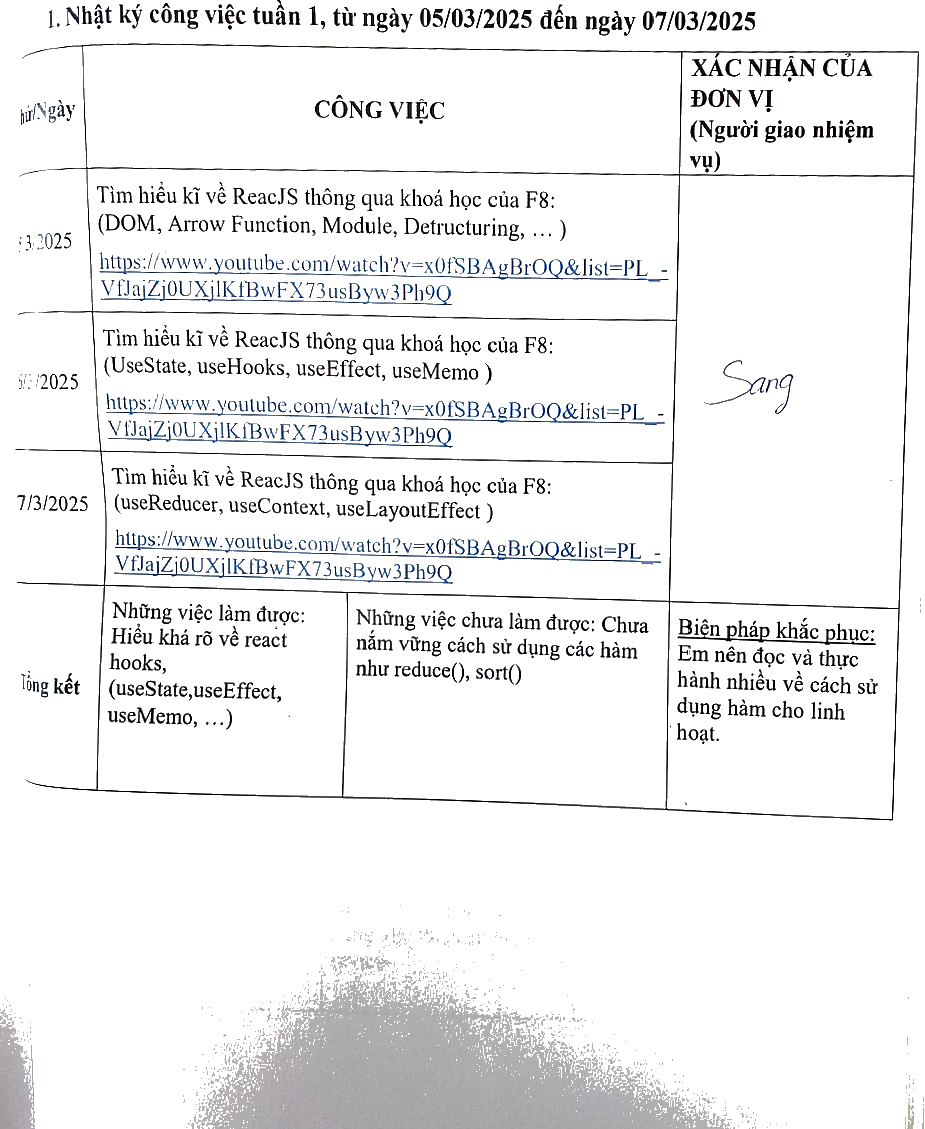 1. Nhật ký công việc tuần 1, từ ngày 05/03/2025 đến ngày 07/03/2025
CÔNG VIỆC
XÁC NHẬN CỦA
ĐƠN VỊ
(Người giao nhiệm
vụ)
/Ngày
Tìm hiểu kĩ về ReacJS thông qua khoá học của F8:
(DOM, Arrow Function, Module, Detructuring, … )
https://www.youtube.com/watch?v=x0fSBAgBrOQ&list=PL_-
VfJajZj0UXjlKfBwFX73usByw3Ph9Q
3/2025
Tìm hiểu kĩ về ReacJS thông qua khoá học của F8:
(UseState, useHooks, useEffect, useMemo )
https://www.youtube.com/watch?v=x0fSBAgBrOQ&list=PL_-
VfJajZj0UXjlKfBwFX73usByw3Ph9Q
/2025
Sang
Tìm hiểu kĩ về ReacJS thông qua khoá học của F8:
(useReducer, useContext, useLayoutEffect )
https://www.youtube.com/watch?v=x0fSBAgBrOQ&list=PL_-
VfJajZj0UXjlKfBwFX73usByw3Ph9Q
7/3/2025
Tổng kết
Những việc làm được:
Hiểu khá rõ về react
hooks,
(useState,useEffect,
useMemo, …)
Những việc chưa làm được: Chưa
nắm vững cách sử dụng các hàm
như reduce(), sort()
Biện pháp khắc phục:
Em nên đọc và thực
hành nhiều về cách sử
dụng hàm cho linh
hoạt.